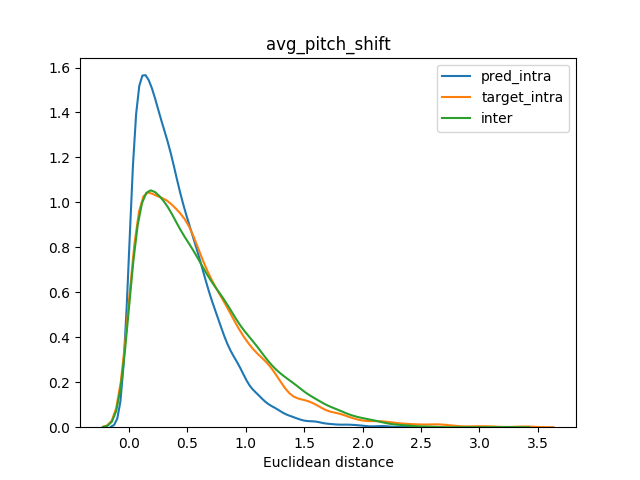 avg_pitch_shift
pred_intra
target_intra
inter
1.6
1.4
1.2
1.0
0.8
0.6
0.4
0.2
0.0
0.0 0.5 1.0 1.5 2.0 2.5 3.0 3.5
Euclidean distance